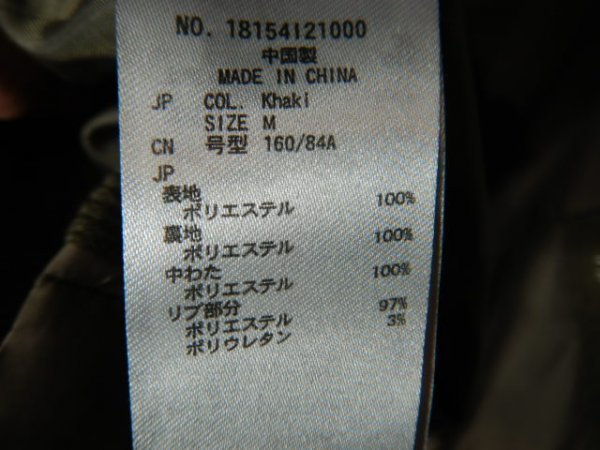 NO. 18154121000
中国製
MADE IN CHINA
JP COL. Khaki
SIZE M
CN 号型 160/84A
JP
表地
ポリエステル 100%
裏地
ポリエステル 100%
中わた
ポリエステル 100%
リブ部分
ポリエステル 97%
ポリウレタン 3%